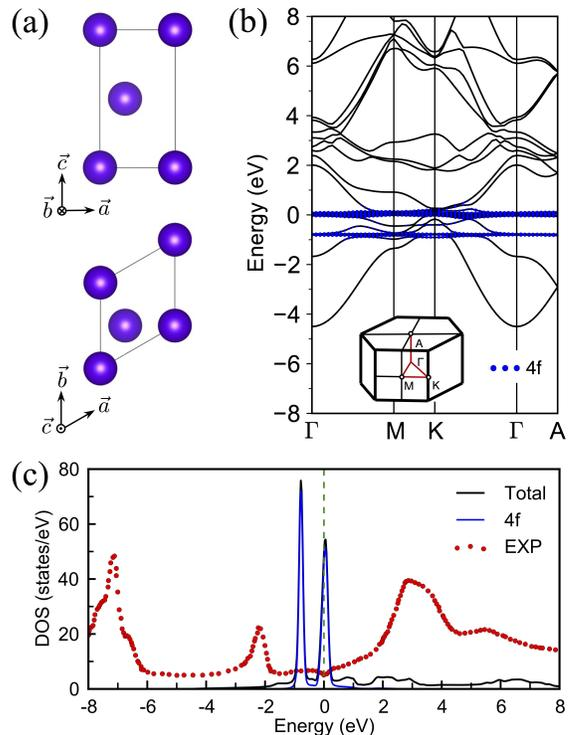 (a)
c⃗
b⃗ a⃗
b⃗
a⃗
c⃗
(b)
Energy (eV)
8
6
4
2
0
−2
−4
−6
−8
A
Γ
M K
4f
Γ M K Γ A
(c)
DOS (states/eV)
80
60
40
20
0
Total
4f
EXP
-8 -6 -4 -2 0 2 4 6 8
Energy (eV)